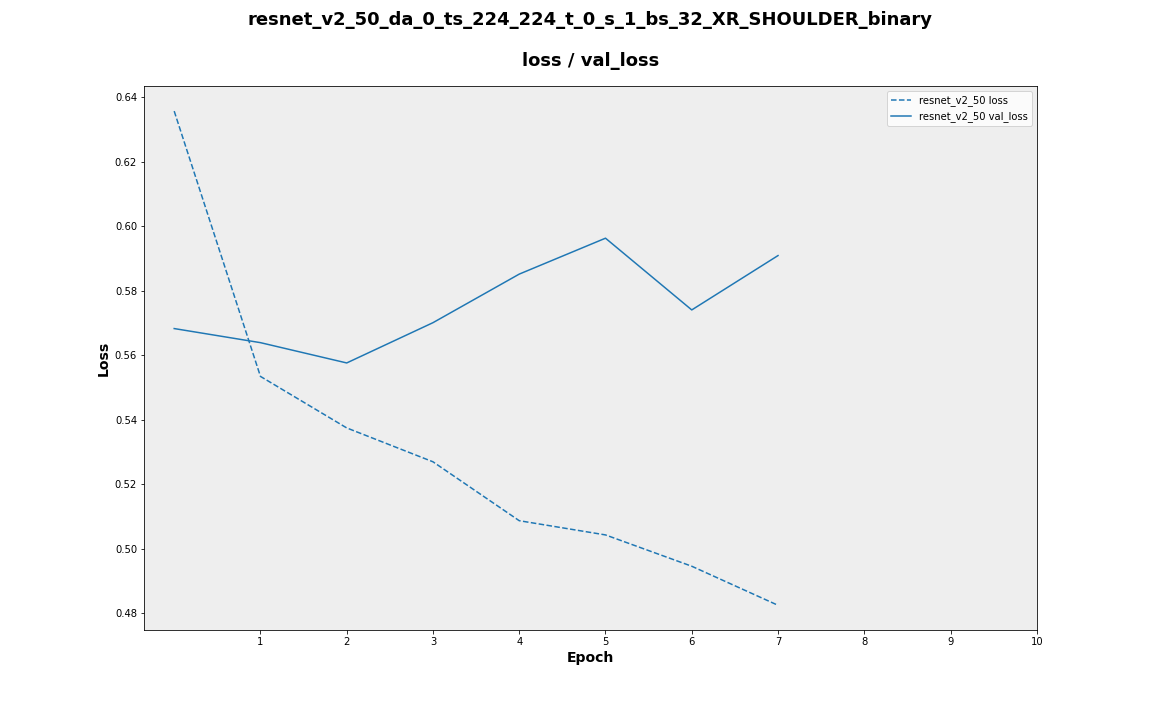 resnet_v2_50_da_0_ts_224_224_t_0_s_1_bs_32_XR_SHOULDER_binary
loss / val_loss
resnet_v2_50 loss
resnet_v2_50 val_loss
Loss
0.64
0.62
0.60
0.58
0.56
0.54
0.52
0.50
0.48
1 2 3 4 5 6 7 8 9 10
Epoch